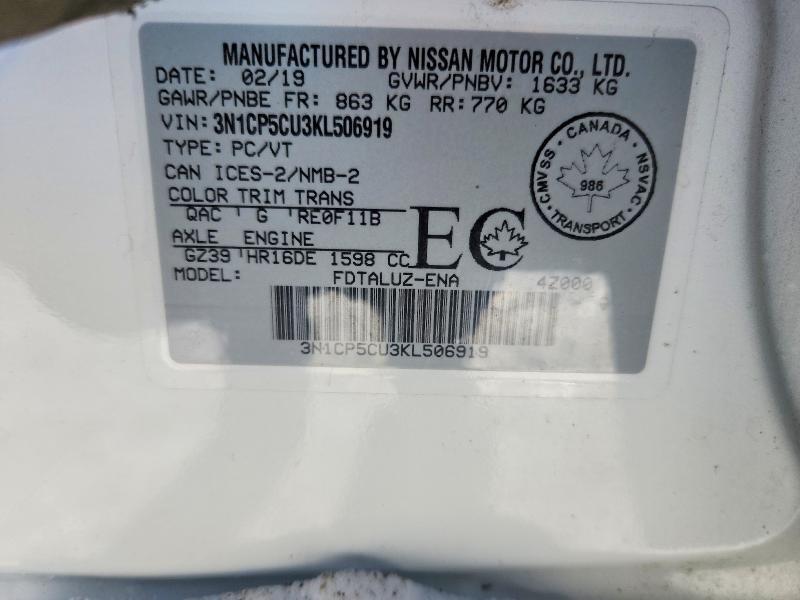 MANUFACTURED BY NISSAN MOTOR CO., LTD.
DATE: 02/19 GVWR/PNBV: 1633 KG
GAWR/PNBE FR: 863 KG RR: 770 KG
VIN: 3N1CP5CU3KL506919
TYPE: PC/VT
CAN ICES-2/NMB-2
COLOR TRIM TRANS
QAC G RE0F11B
AXLE ENGINE
GZ39 HR16DE 1598 CC
MODEL: FDTALUZ-ENA 4Z000
3N1CP5CU3KL506919
EC
CANADA
CMVSS NSVAC
986
TRANSPORT